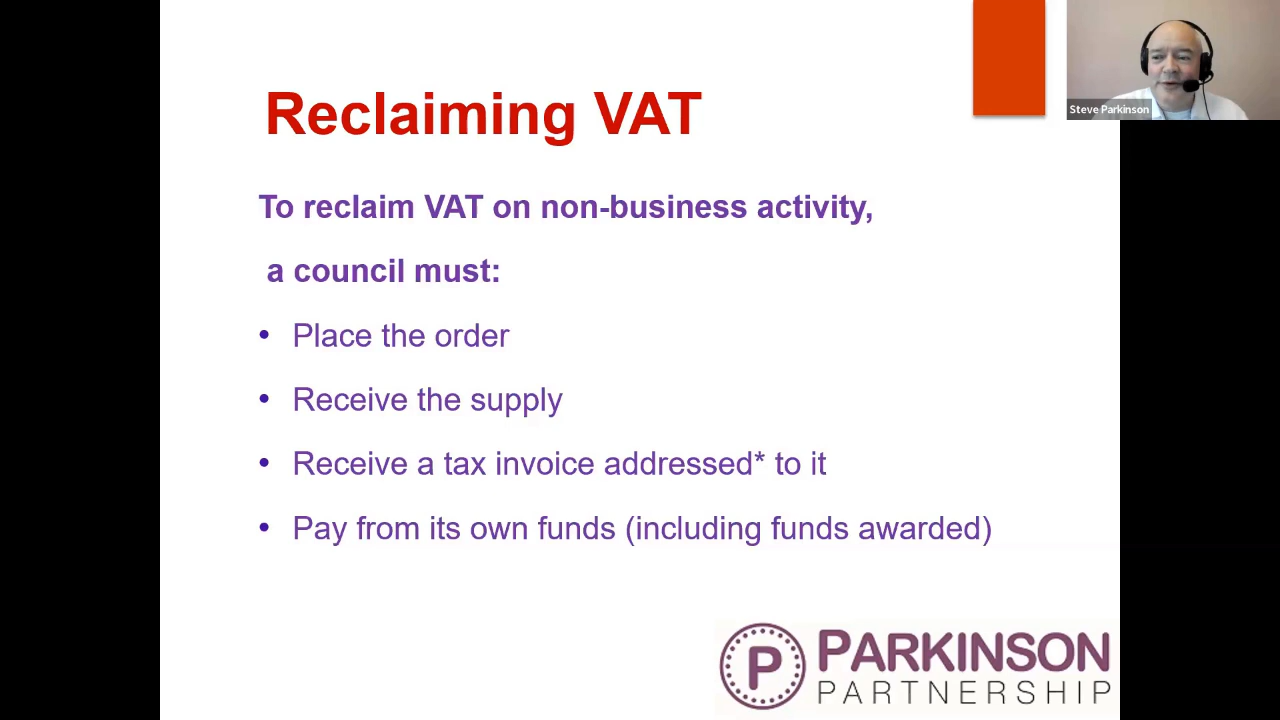 Reclaiming VAT
Steve Parkinson
To reclaim VAT on non-business activity,
a council must:
• Place the order
• Receive the supply
• Receive a tax invoice addressed* to it
• Pay from its own funds (including funds awarded)
P PARKINSON
PARTNERSHIP